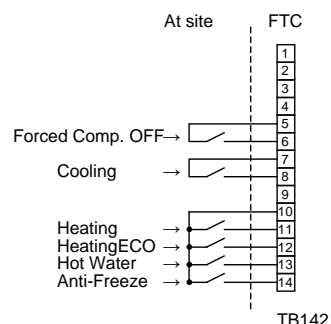 At site FTC
1
2
3
4
5
Forced Comp. OFF→ 6
7
Cooling → 8
9
10
Heating → 11
HeatingECO → 12
Hot Water → 13
Anti-Freeze → 14
TB142